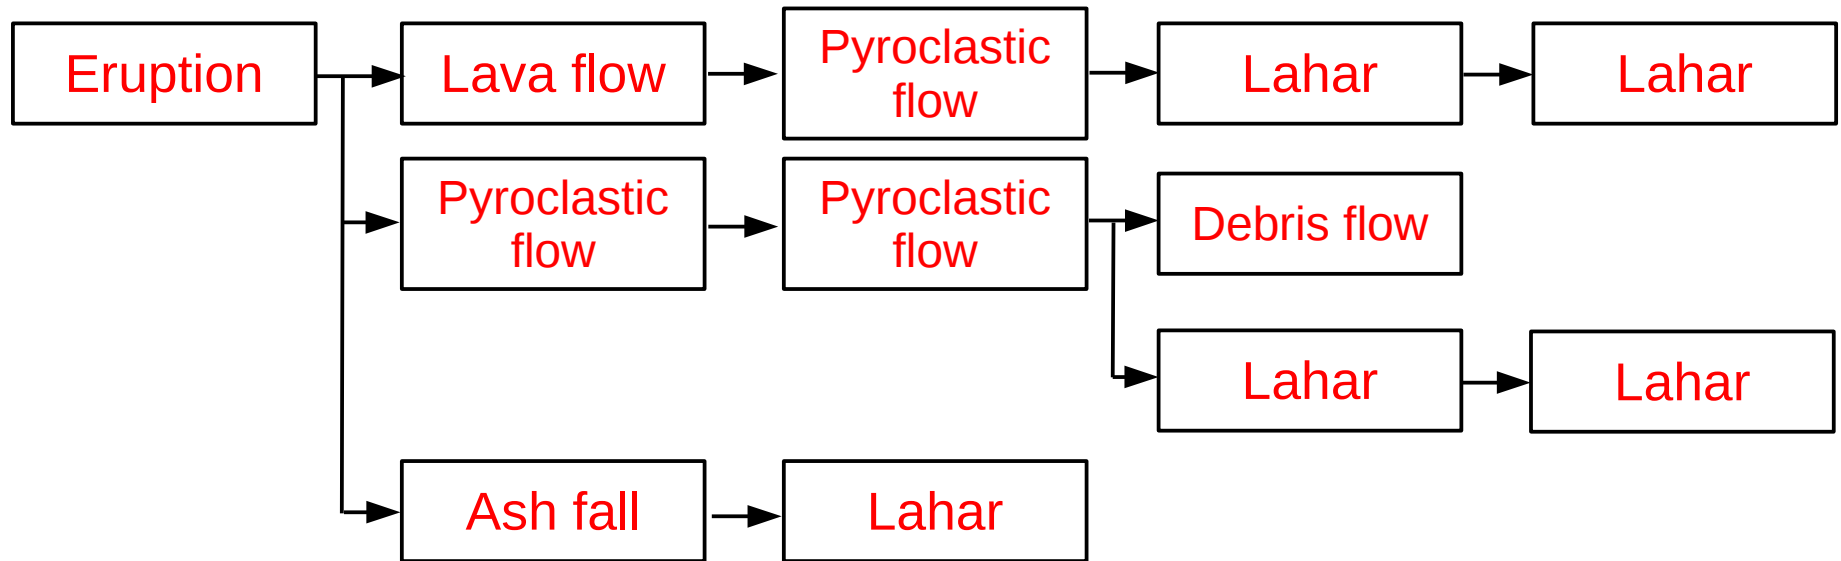 Eruption
Lava flow
Pyroclastic
flow
Lahar
Lahar
Pyroclastic
flow
Pyroclastic
flow
Debris flow
Lahar
Lahar
Ash fall
Lahar